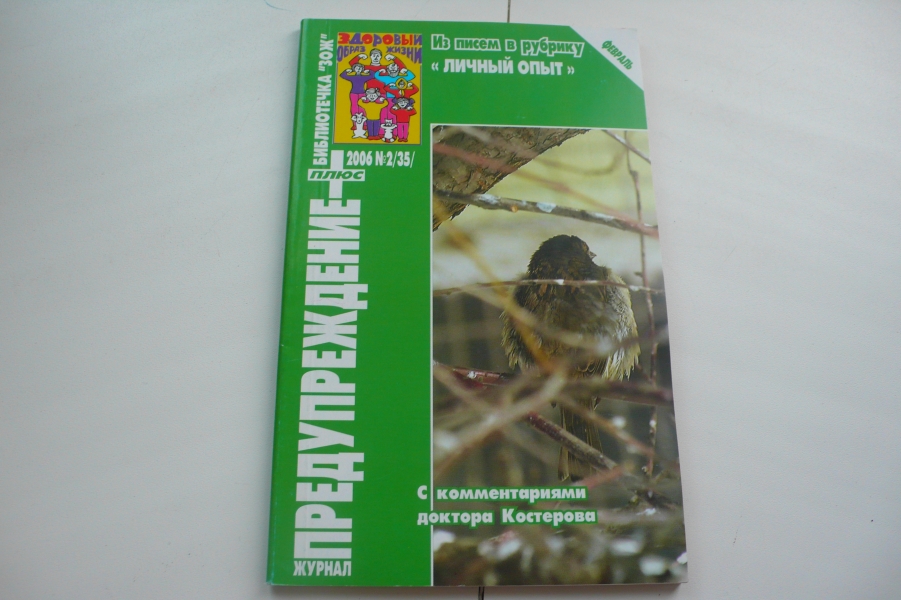 Из писем в рубрику
« ЛИЧНЫЙ ОПЫТ »
ФЕВРАЛЬ
БИБЛИОТЕЧКА "ЗОЖ"
ЗДОРОВЫЙ
ОБРАЗ ЖИЗНИ
2006 №2/35/
ПЛЮС
ЖУРНАЛ
ПРЕДУПРЕЖДЕНИЕ
С комментариями
доктора Костерова